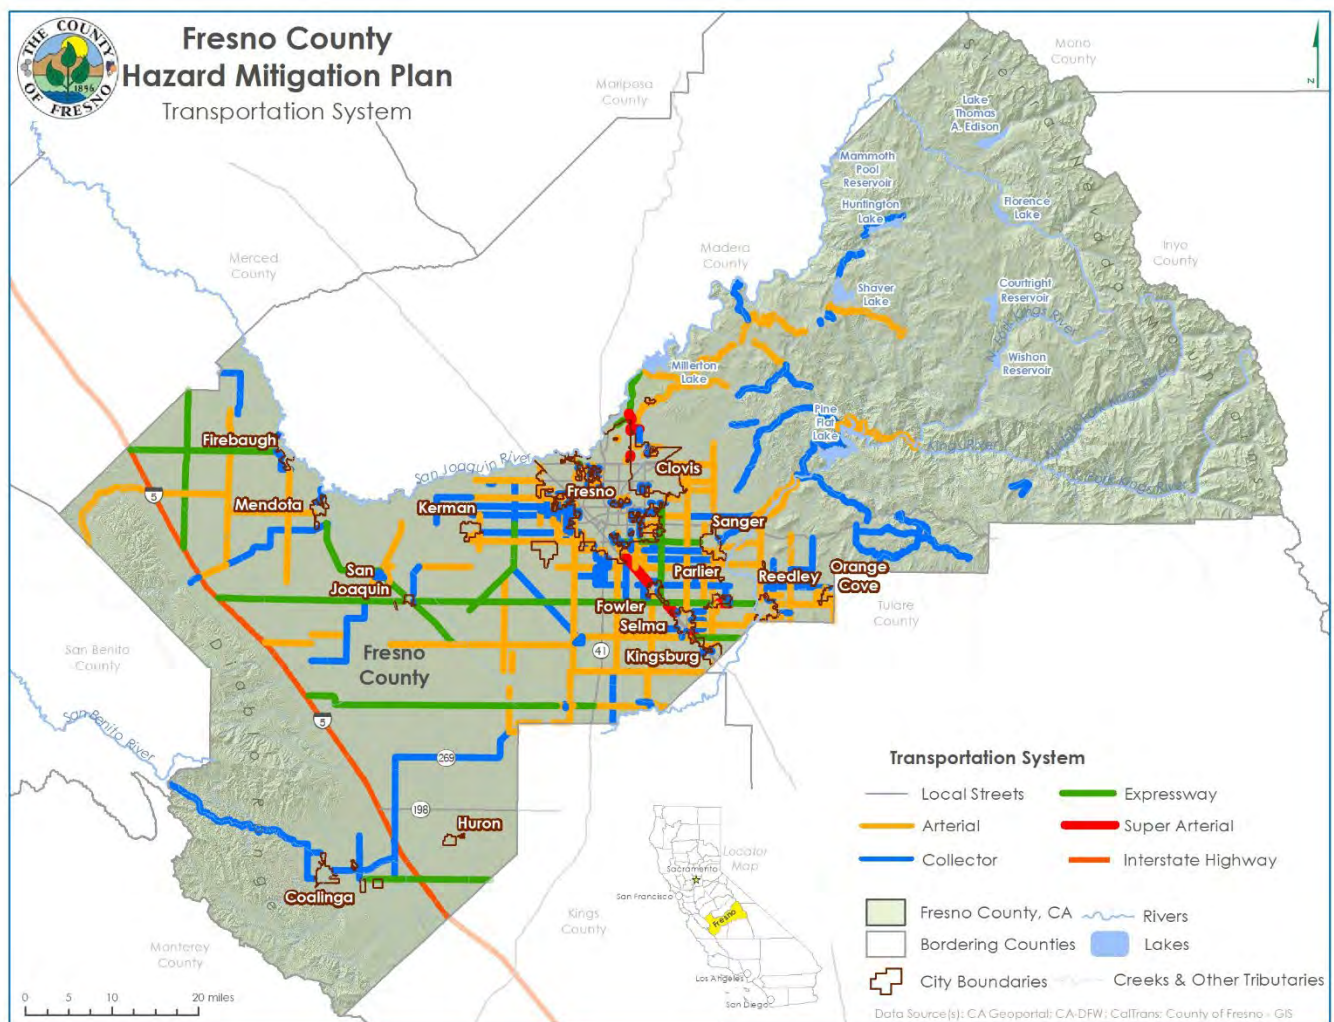 THE COUNTY
OF FRESNO
1856
Fresno County
Hazard Mitigation Plan
Transportation System
Mono
County
Mariposa
County
Lake
Thomas
A. Edison
Mammoth
Pool
Reservoir
Huntington
Lake
Florence
Lake
Madera
County
Inyo
County
Merced
County
Shaver
Lake
Courtright
Reservoir
Wishon
Reservoir
Millerton
Lake
Pine
Flat
Lake
Kings River
San Joaquin River
Firebaugh
Clovis
Fresno
5
Mendota
Kerman
Sanger
San
Joaquin
Parlier
Reedley
Orange
Cove
Fowler
Selma
Tulare
County
41
Kingsburg
San Benito
County
Fresno
County
Diablo Range
San Benito River
5
269
198
Huron
Coalinga
Kings
County
Monterey
County
0 5 10 20 miles
N
Locator
Map
Sacramento
San Francisco
Fresno
Los Angeles
San Diego
Transportation System
Local Streets
Expressway
Arterial
Super Arterial
Collector
Interstate Highway
Fresno County, CA
Rivers
Bordering Counties
Lakes
City Boundaries
Creeks & Other Tributaries
Data Source(s): CA Geoportal; CA-DFW; CalTrans; County of Fresno - GIS